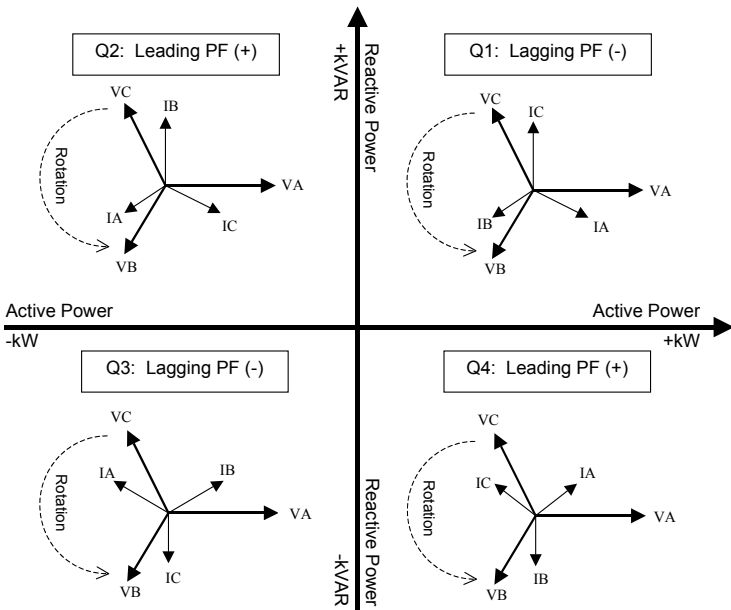 Q2: Leading PF (+)
VC
IB
Rotation
VA
IA
IC
VB
+kVAR
Reactive Power
Q1: Lagging PF (-)
VC
IC
Rotation
VA
IB
IA
VB
Active Power
-kW
Active Power
+kW
Q3: Lagging PF (-)
VC
IA
IB
Rotation
VA
VB
IC
-kVAR
Reactive Power
Q4: Leading PF (+)
VC
IC
IA
Rotation
VA
VB
IB